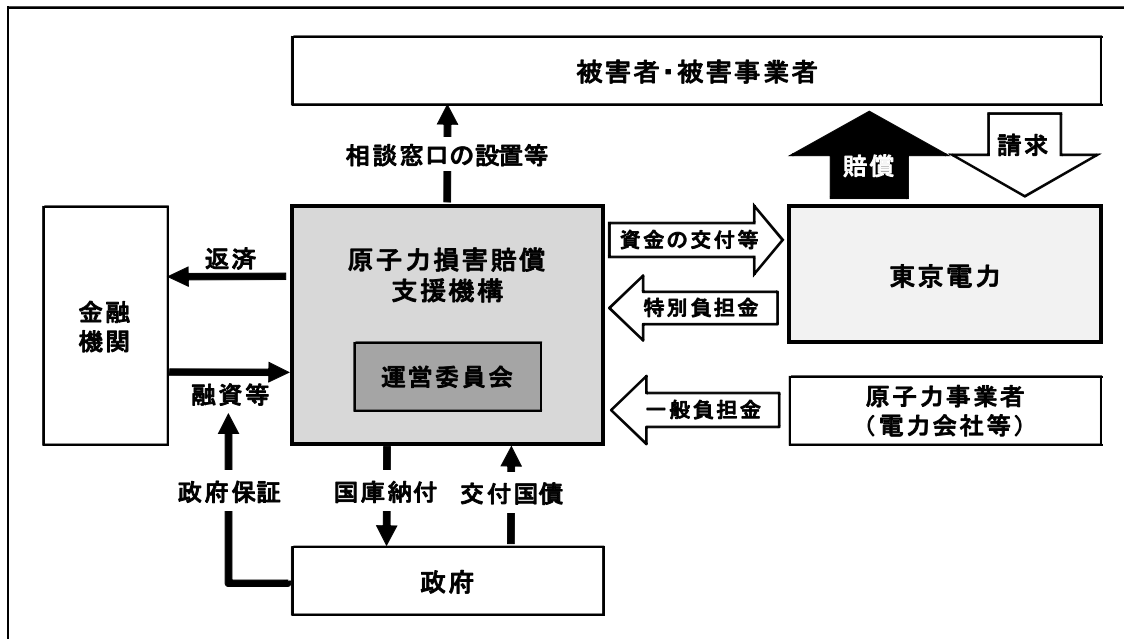 被害者・被害事業者
相談窓口の設置等
賠償
請求
金融
機関
返済
融資等
原子力損害賠償
支援機構
運営委員会
資金の交付等
特別負担金
一般負担金
東京電力
原子力事業者
（電力会社等）
政府保証
国庫納付
交付国債
政府